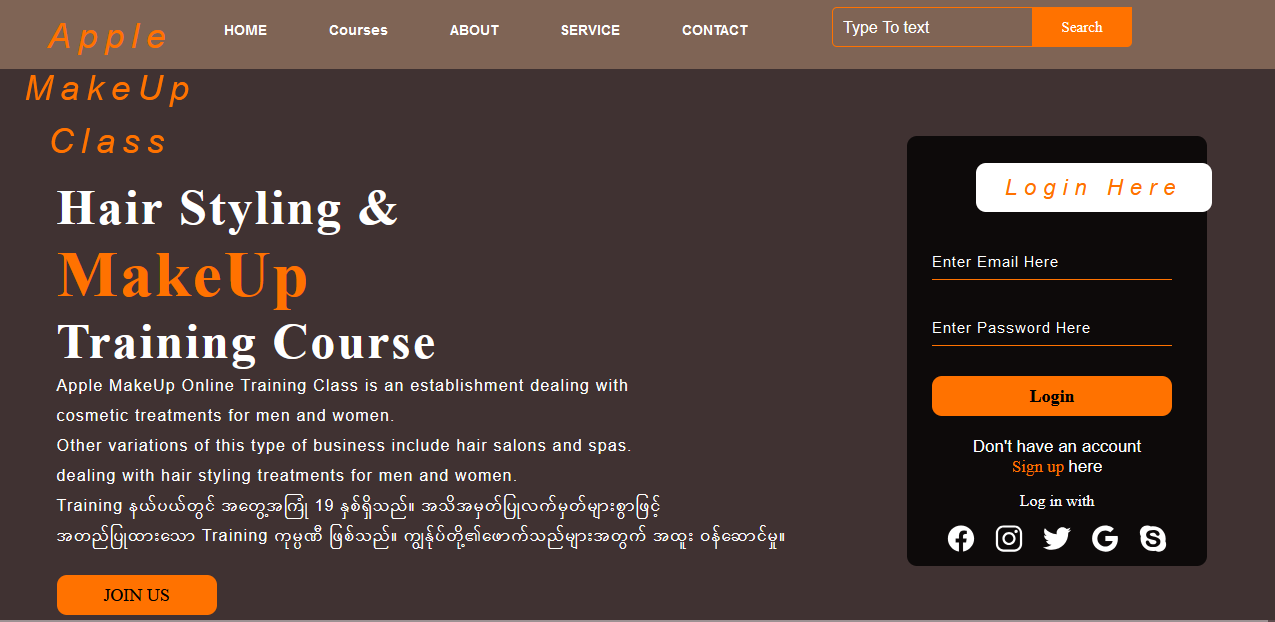 Apple
MakeUp
Class
HOME
Courses
ABOUT
SERVICE
CONTACT
Type To text
Search
Hair Styling &
MakeUp
Training Course
Apple MakeUp Online Training Class is an establishment dealing with
cosmetic treatments for men and women.
Other variations of this type of business include hair salons and spas.
dealing with hair styling treatments for men and women.
Training နယ်ပယ်တွင် အတွေ့အကြုံ 19 နှစ်ရှိသည်။ အသိအမှတ်ပြုလက်မှတ်များစွာဖြင့်
အတည်ပြုထားသော Training ကုမ္ပဏီ ဖြစ်သည်။ ကျွန်ုပ်တို့၏ဖောက်သည်များအတွက် အထူး ဝန်ဆောင်မှု။
JOIN US
Login Here
Enter Email Here
Enter Password Here
Login
Don't have an account
Sign up here
Log in with